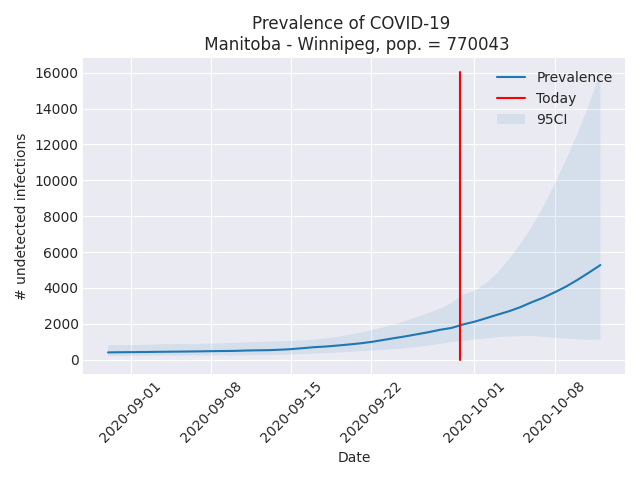 Prevalence of COVID-19
Manitoba - Winnipeg, pop. = 770043
16000
14000
12000
10000
8000
6000
4000
2000
0
# undetected infections
Prevalence
Today
95CI
2020-09-01
2020-09-08
2020-09-15
2020-09-22
2020-10-01
2020-10-08
Date